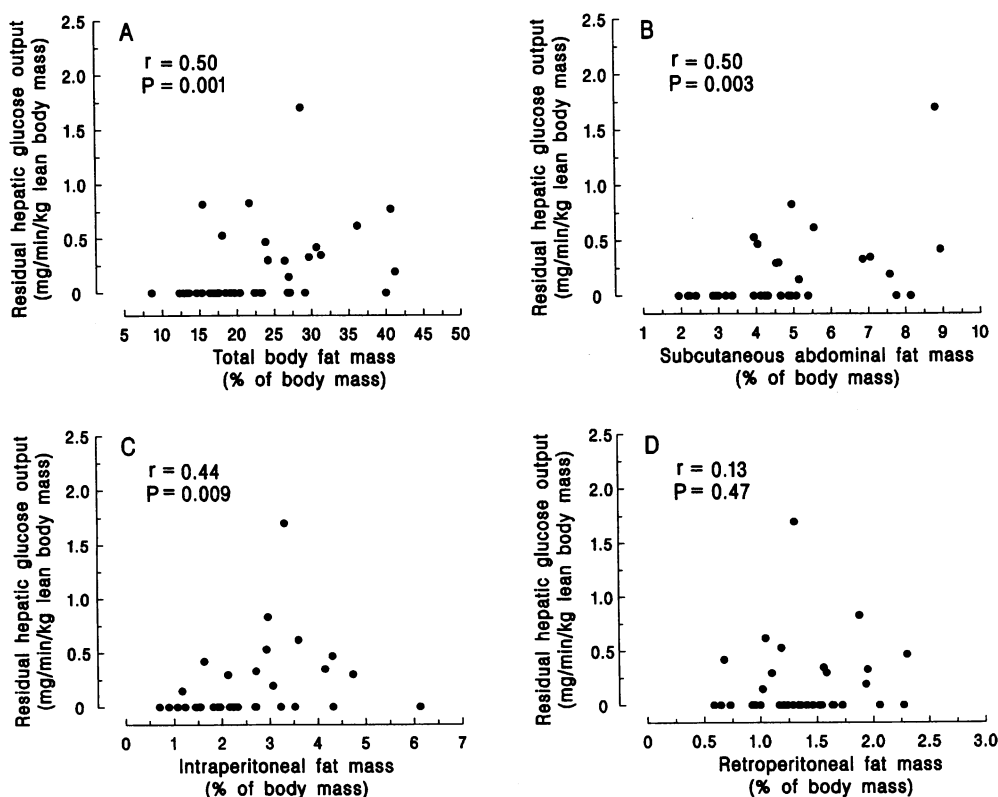 A
r = 0.50
P = 0.001
Residual hepatic glucose output
(mg/min/kg lean body mass)
2.5
2.0
1.5
1.0
0.5
0
5 10 15 20 25 30 35 40 45 50
Total body fat mass
(% of body mass)
B
r = 0.50
P = 0.003
Residual hepatic glucose output
(mg/min/kg lean body mass)
2.5
2.0
1.5
1.0
0.5
0
1 2 3 4 5 6 7 8 9 10
Subcutaneous abdominal fat mass
(% of body mass)
C
r = 0.44
P = 0.009
Residual hepatic glucose output
(mg/min/kg lean body mass)
2.5
2.0
1.5
1.0
0.5
0
0 1 2 3 4 5 6 7
Intraperitoneal fat mass
(% of body mass)
D
r = 0.13
P = 0.47
Residual hepatic glucose output
(mg/min/kg lean body mass)
2.5
2.0
1.5
1.0
0.5
0
0 0.5 1.0 1.5 2.0 2.5 3.0
Retroperitoneal fat mass
(% of body mass)